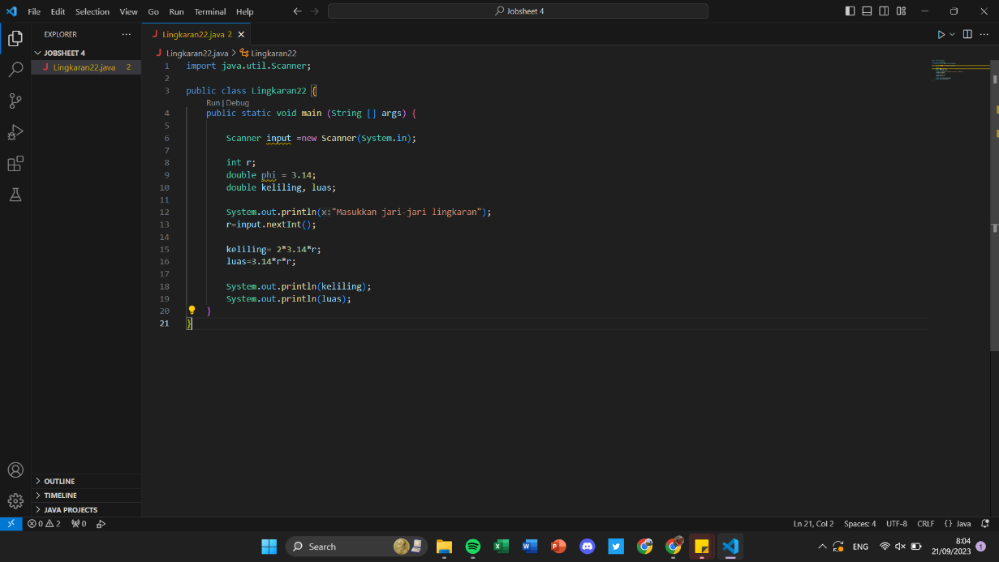 File Edit Selection View Go Run Terminal Help
Jobsheet 4
EXPLORER
Lingkaran22.java 2
JOBSHEET 4
Lingkaran22.java 2
Lingkaran22.java > Lingkaran22
1 import java.util.Scanner;
2
3 public class Lingkaran22 {
Run | Debug
4 public static void main (String [] args) {
5
6 Scanner input =new Scanner(System.in);
7
8 int r;
9 double phi = 3.14;
10 double keliling, luas;
11
12 System.out.println(x:"Masukkan jari-jari lingkaran");
13 r=input.nextInt();
14
15 keliling= 2*3.14*r;
16 luas=3.14*r*r;
17
18 System.out.println(keliling);
19 System.out.println(luas);
20 }
21 }
OUTLINE
TIMELINE
JAVA PROJECTS
0 2 0
Ln 21, Col 2 Spaces: 4 UTF-8 CRLF {} Java
Search
ENG
8:04
21/09/2023
1